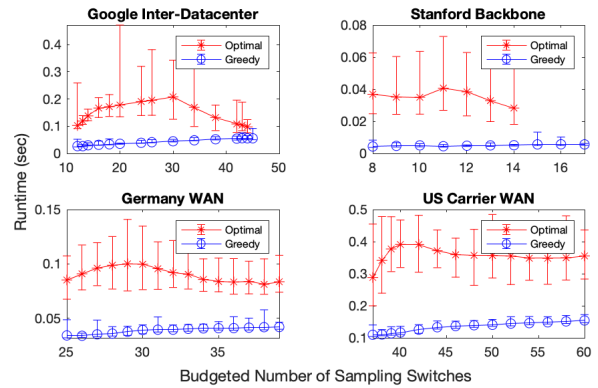 Google Inter-Datacenter
0.4
0.3
0.2
0.1
0
10 20 30 40 50
Optimal
Greedy
Stanford Backbone
0.08
0.06
0.04
0.02
0
8 10 12 14 16
Optimal
Greedy
Runtime (sec)
Germany WAN
0.15
0.1
0.05
25 30 35
Optimal
Greedy
US Carrier WAN
0.5
0.4
0.3
0.2
0.1
40 45 50 55 60
Optimal
Greedy
Budgeted Number of Sampling Switches